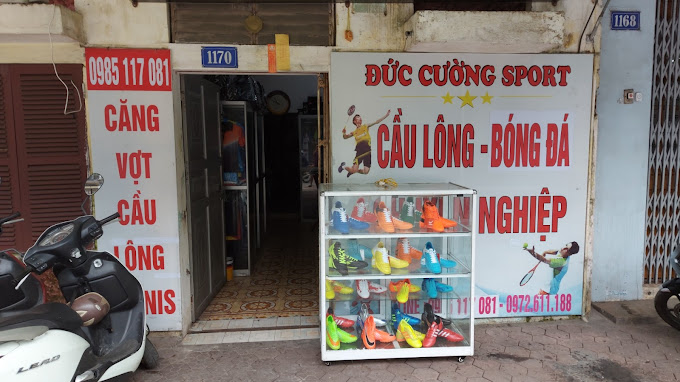 0985 117 081
CĂNG
VỢT
CẦU
LÔNG
NIS
1170
ĐỨC CƯỜNG SPORT
CẦU LÔNG - BÓNG ĐÁ
NGHIỆP
081 - 0972.611.188
1168
LEAD